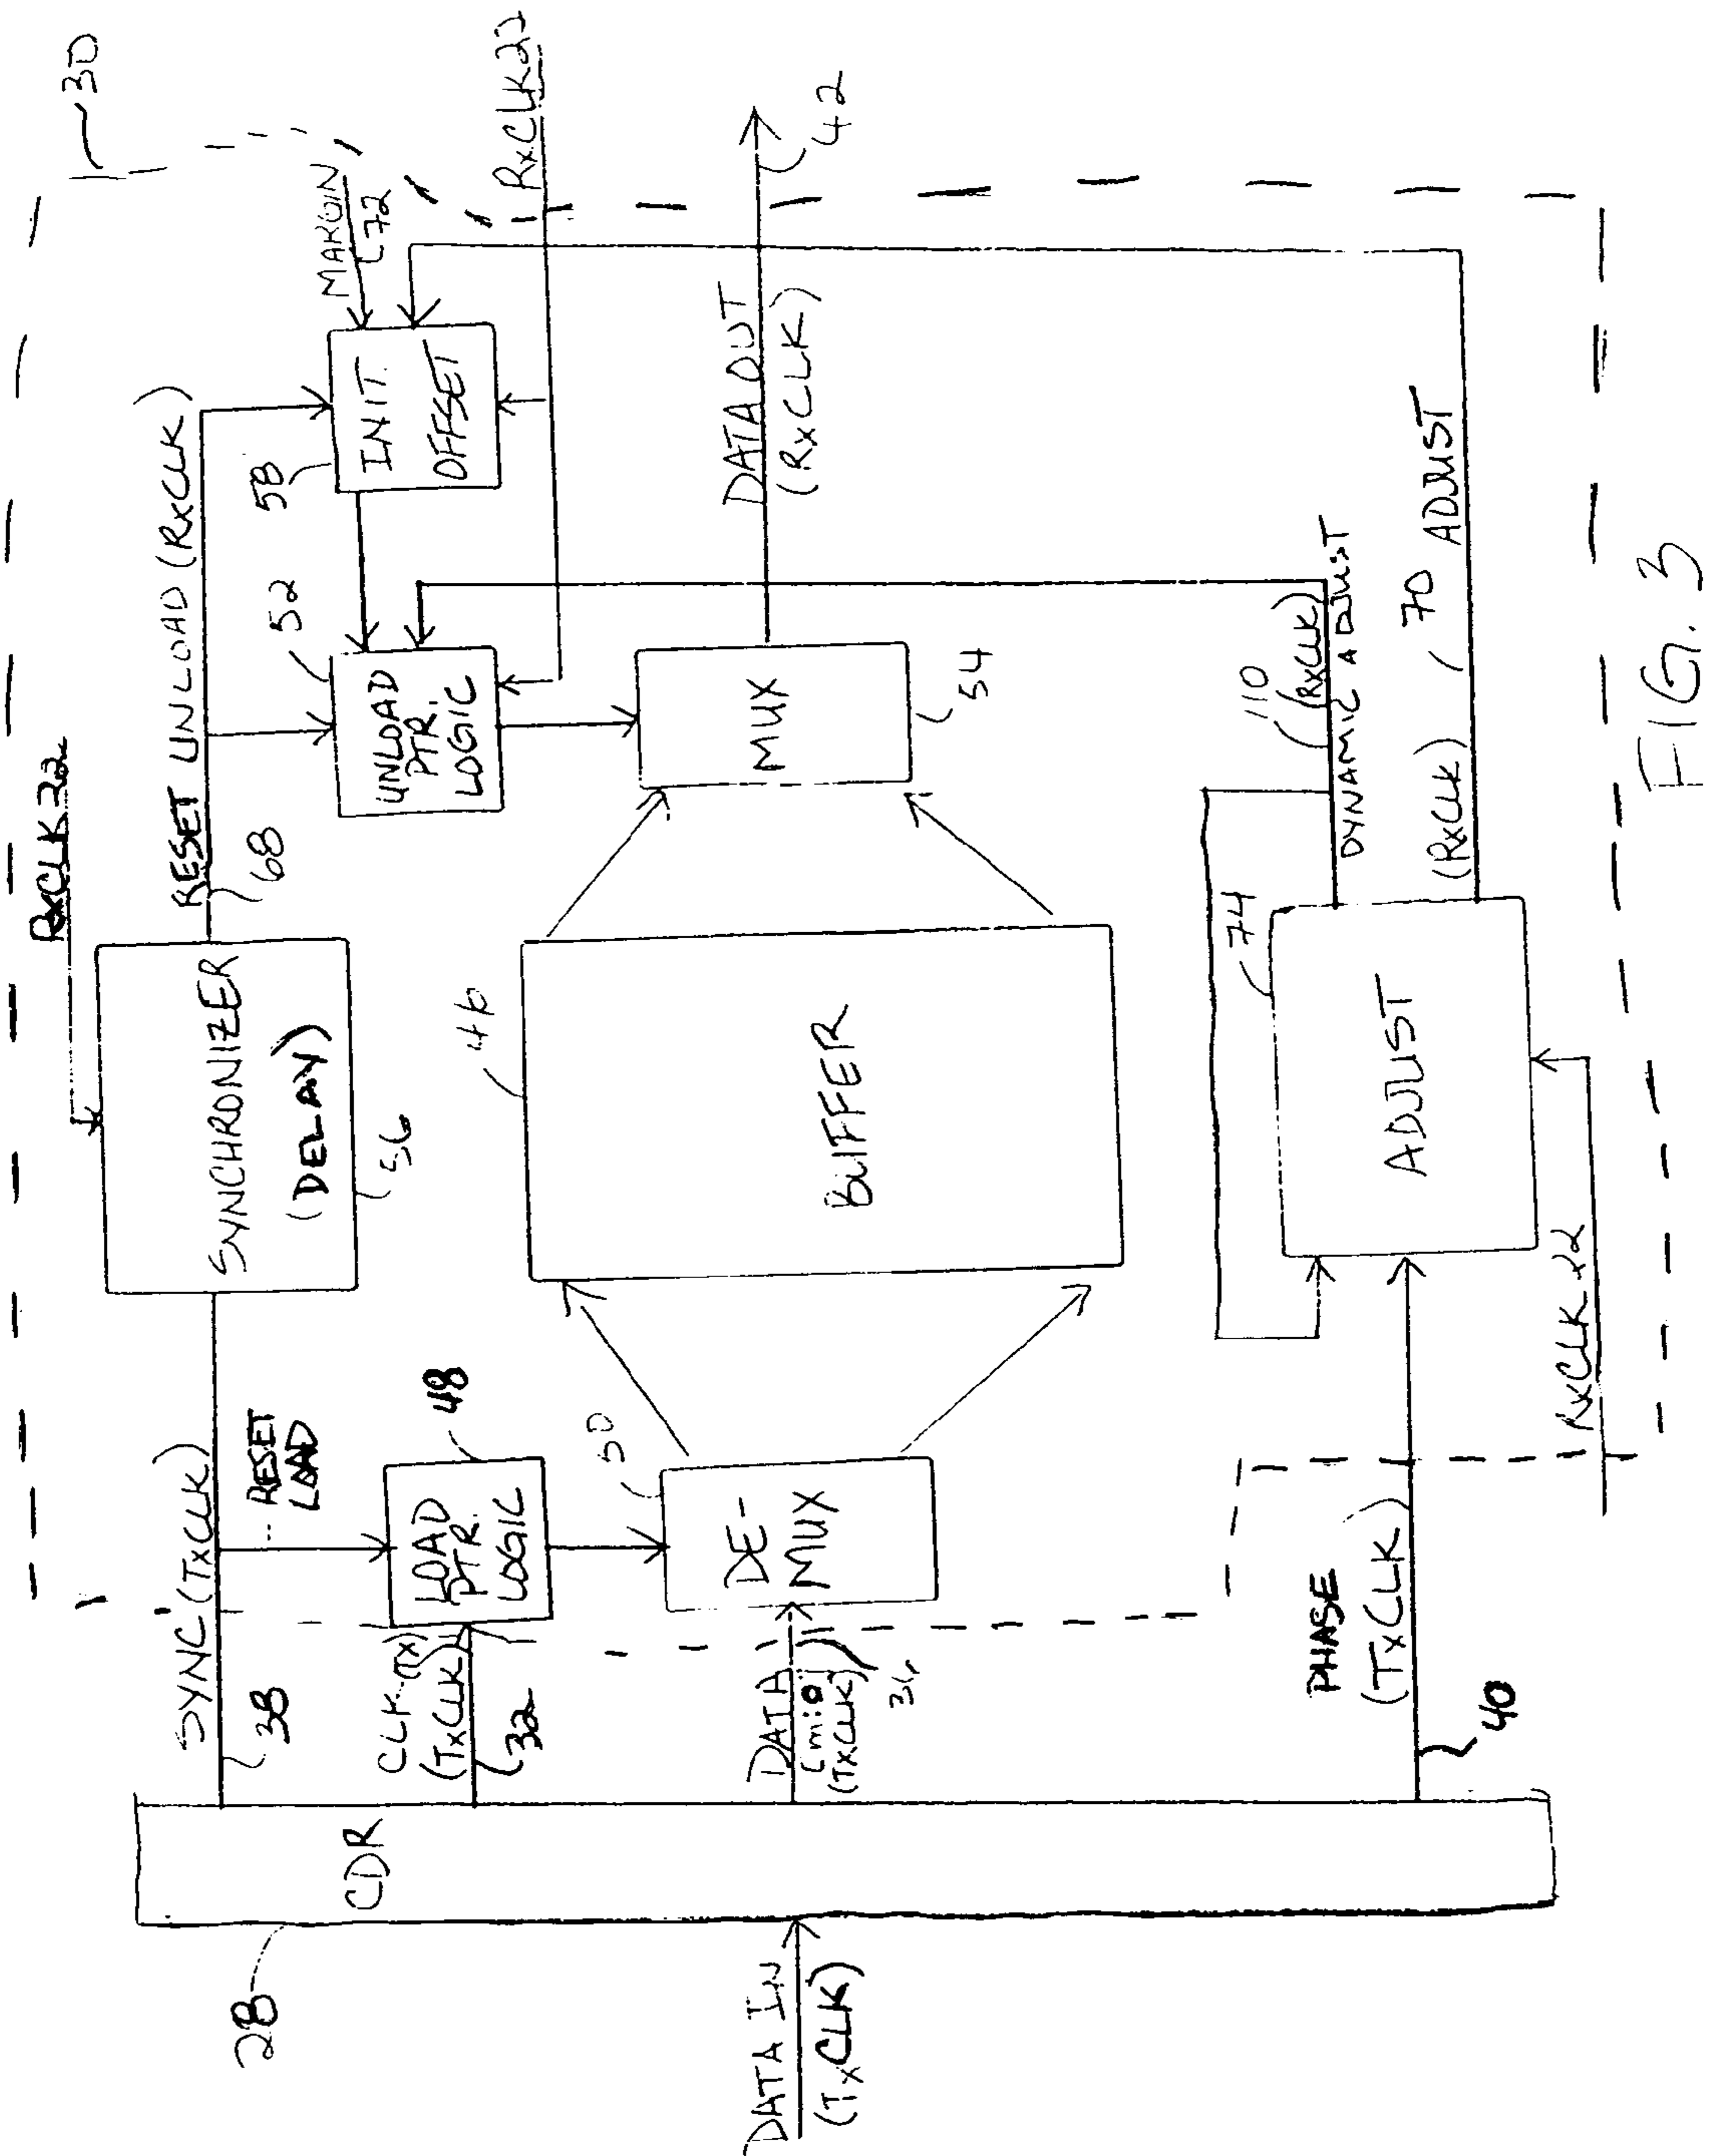 30
RxCLK 22
SYNC' (TxCLK)
38
RESET
LOAD
SYNCHRONIZER
(DELAY)
56
RESET UNLOAD (RxCLK)
68
MARGIN
72
28
CDR
CLK (TX)
(TxCLK)
32
LOAD
PTR.
LOGIC
48
UNLOAD
PTR.
LOGIC
52
INIT.
OFFSET
58
RxCLK 22
DATA IN
(TxCLK)
DATA
(TxCLK)
DE-
MUX
50
BUFFER
46
MUX
54
DATA OUT
(RxCLK)
42
PHASE
(TxCLK)
40
ADJUST
74
110
(RxCLK)
DYNAMIC ADJUST
(RxCLK)
70 ADJUST
RxCLK 22
FIG. 3